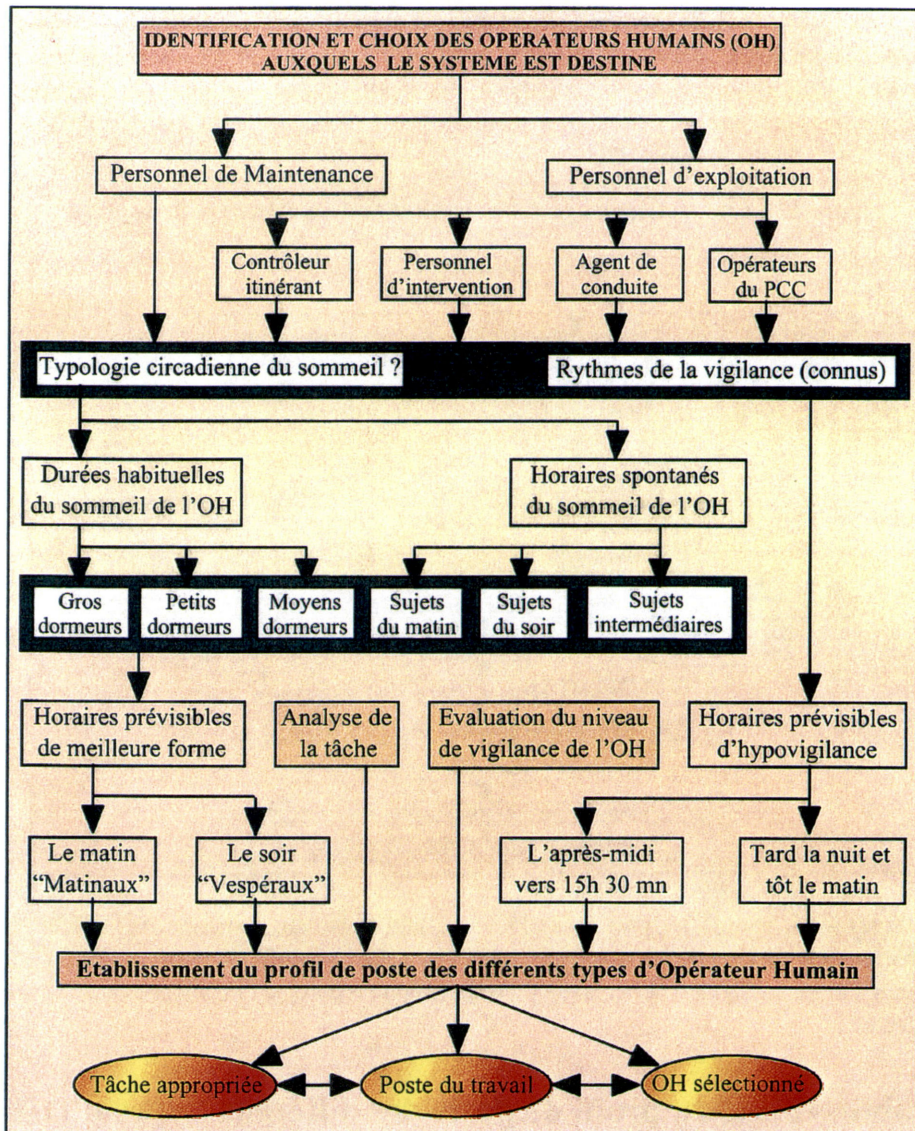 IDENTIFICATION ET CHOIX DES OPERATEURS HUMAINS (OH)
AUXQUELS LE SYSTEME EST DESTINE
Personnel de Maintenance
Personnel d'exploitation
Contrôleur
itinérant
Personnel
d'intervention
Agent de
conduite
Opérateurs
du PCC
Typologie circadienne du sommeil ?
Rythmes de la vigilance (connus)
Durées habituelles
du sommeil de l'OH
Horaires spontanés
du sommeil de l'OH
Gros
dormeurs
Petits
dormeurs
Moyens
dormeurs
Sujets
du matin
Sujets
du soir
Sujets
intermédiaires
Horaires prévisibles
de meilleure forme
Analyse de
la tâche
Evaluation du niveau
de vigilance de l'OH
Horaires prévisibles
d'hypovigilance
Le matin
"Matinaux"
Le soir
"Vespéraux"
L'après-midi
vers 15h 30 mn
Tard la nuit et
tôt le matin
Etablissement du profil de poste des différents types d'Opérateur Humain
Tâche appropriée
Poste du travail
OH sélectionné